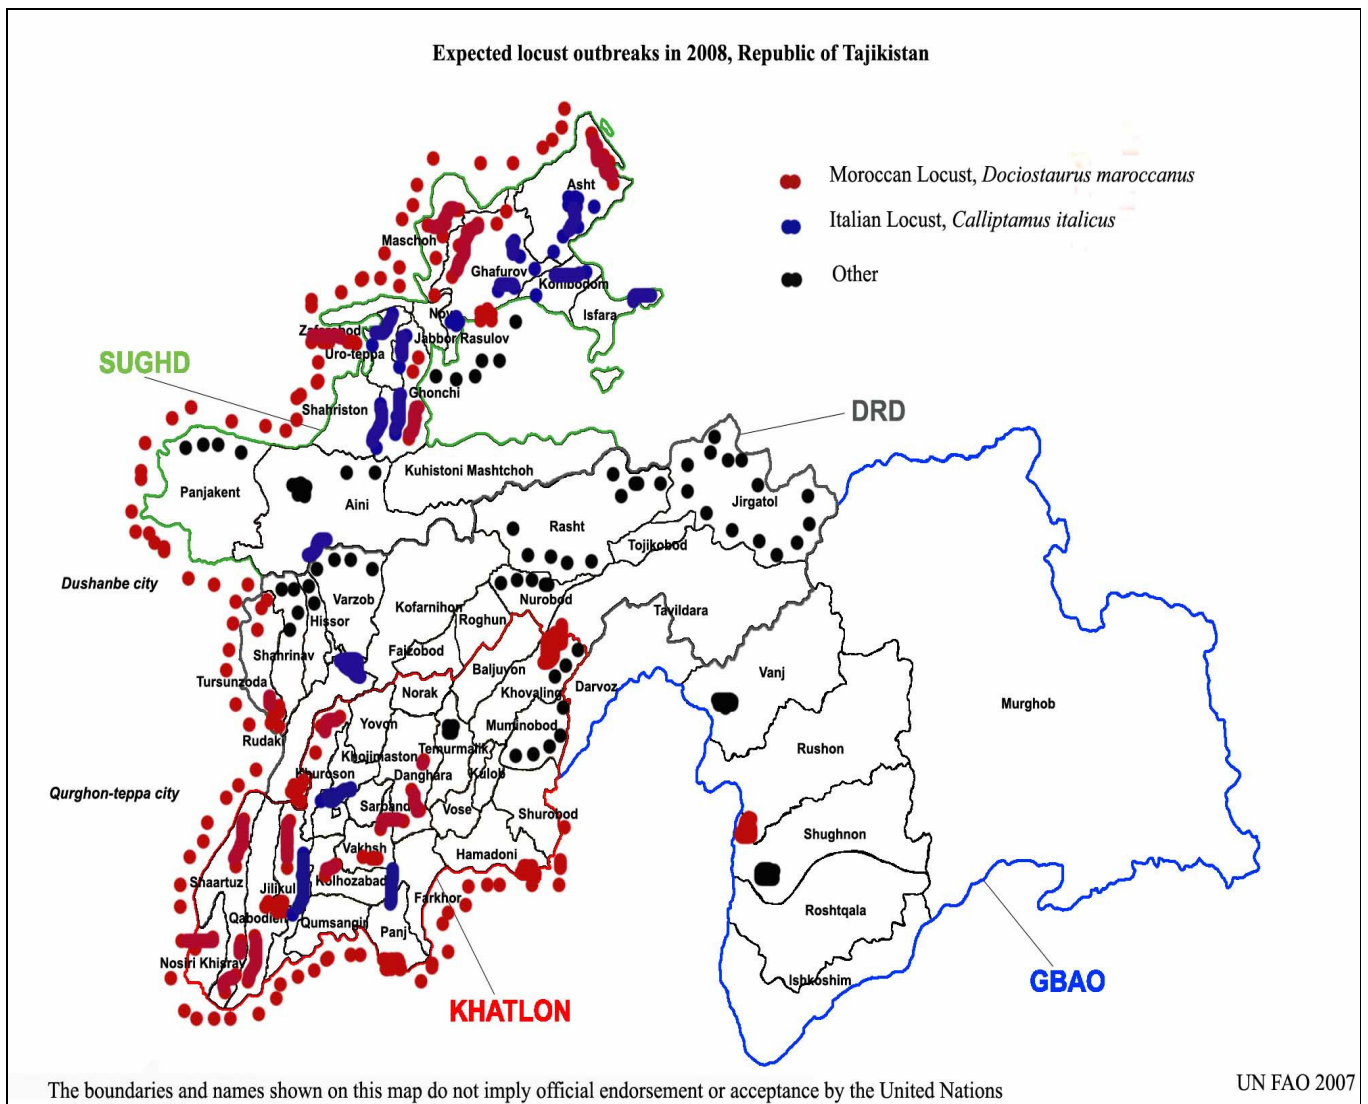 Expected locust outbreaks in 2008, Republic of Tajikistan
Moroccan Locust, Dociostaurus maroccanus
Italian Locust, Calliptamus italicus
Other
Asht
Maschoh
Ghafurov
Konibodom
Isfara
Nov
Zafarobod
Jabbor Rasulov
Uro-teppa
SUGHD
Ghonchi
Shahriston
DRD
Kuhistoni Mashtchoh
Panjakent
Aini
Jirgatol
Rasht
Tojikobod
Dushanbe city
Varzob
Nurobod
Kofarnihon
Tavildara
Roghun
Hissor
Faizobod
Shahrinav
Baljuvon
Vanj
Tursunzoda
Darvoz
Norak
Khovaling
Murghob
Yovon
Muminobod
Rudaki
Temurmalik
Rushon
Khojimaston
Khuroson
Danghara
Kulob
Qurghon-teppa city
Sarband
Vose
Shurobod
Shughnon
Vakhsh
Hamadoni
Shaartuz
Jilikul
Kolhozabad
Farkhor
Roshtqala
Qabodien
Qumsangir
Panj
Nosiri Khisrav
Ishkoshim
GBAO
KHATLON
The boundaries and names shown on this map do not imply official endorsement or acceptance by the United Nations
UN FAO 2007